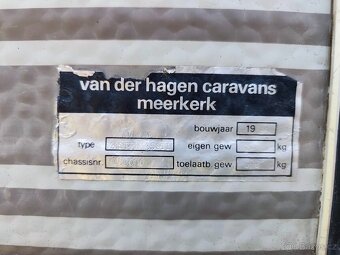 van der hagen caravans
meerkerk
bouwjaar 19
type eigen gew kg
chassisnr toelaatb. gew kg